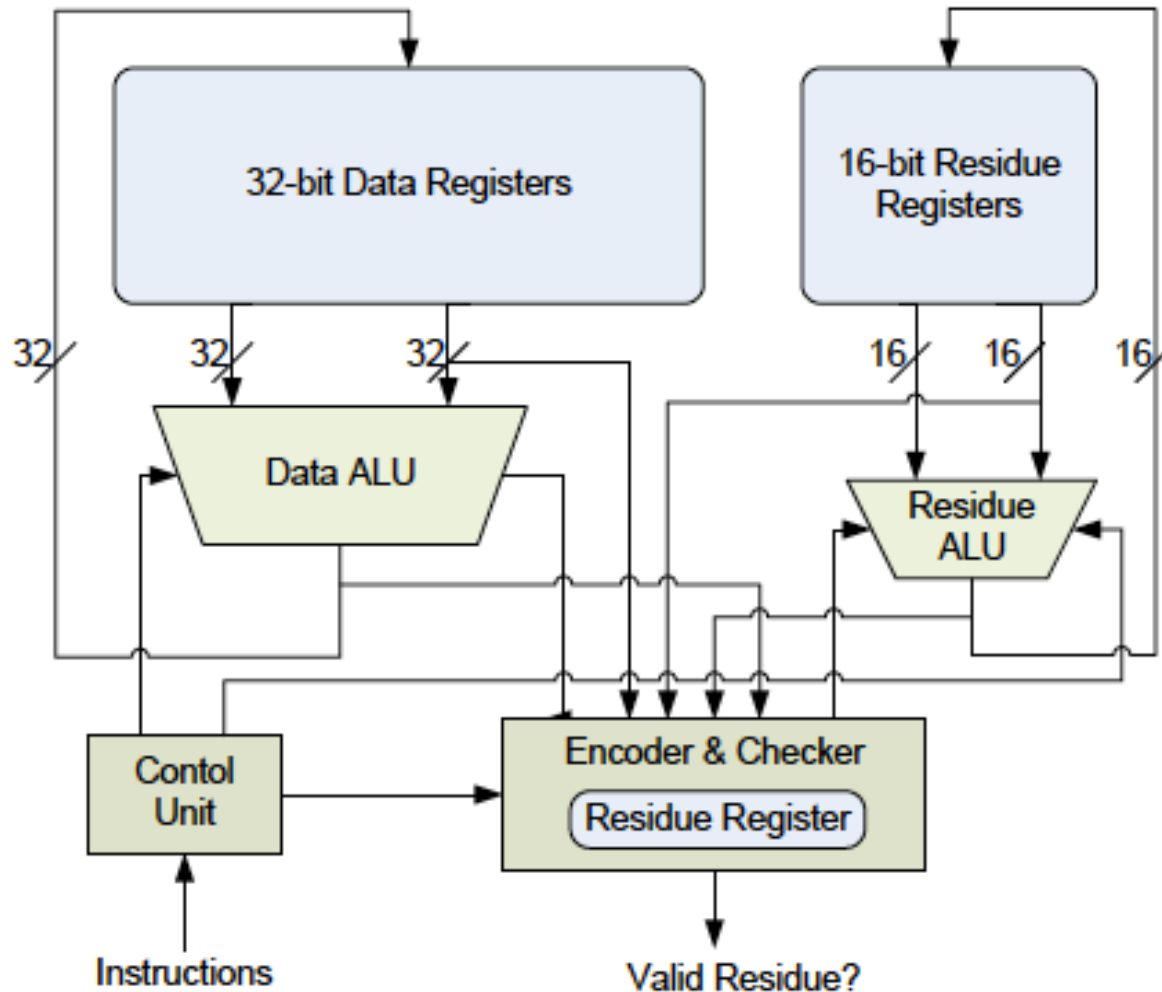 32-bit Data Registers
16-bit Residue
Registers
32
32
32
16
16
16
Data ALU
Residue
ALU
Contol
Unit
Encoder & Checker
Residue Register
Instructions
Valid Residue?